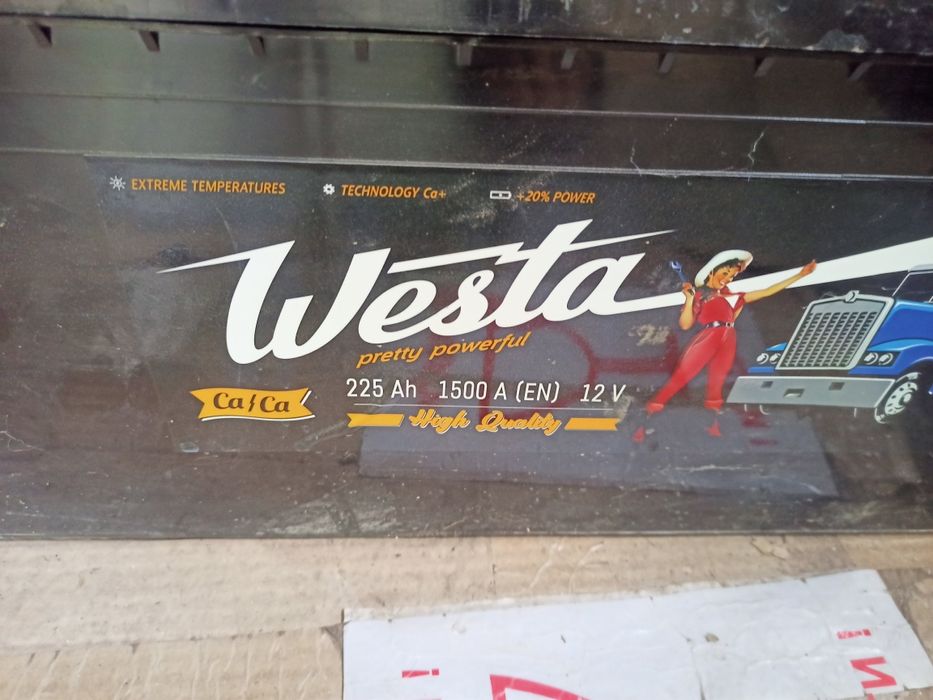 EXTREME TEMPERATURES TECHNOLOGY Ca+ +20% POWER
Westa
pretty powerful
Ca Ca 225 Ah 1500 A (EN) 12 V
High Quality